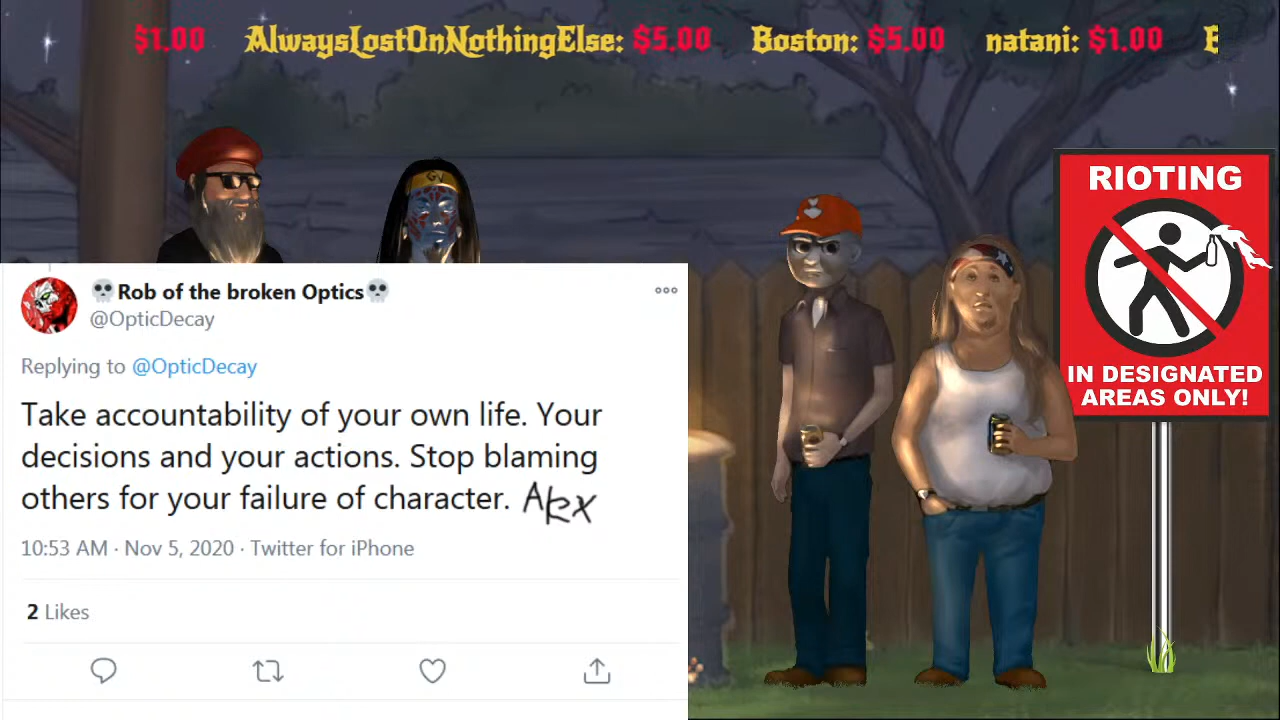 $1.00 AlwaysLostOnNothingElse: $5.00 Boston: $5.00 natani: $1.00
GV
RIOTING
IN DESIGNATED
AREAS ONLY!
💀Rob of the broken Optics💀
@OpticDecay
Replying to @OpticDecay
Take accountability of your own life. Your
decisions and your actions. Stop blaming
others for your failure of character. Alex
10:53 AM · Nov 5, 2020 · Twitter for iPhone
2 Likes